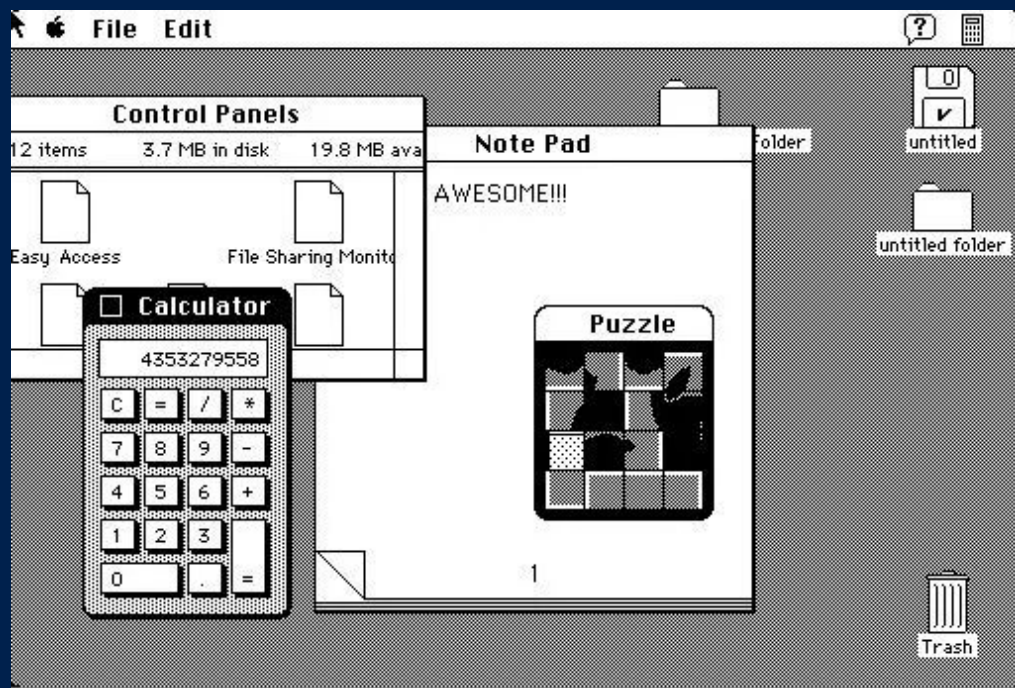 File Edit
Control Panels
12 items 3.7 MB in disk 19.8 MB ava
Easy Access
File Sharing Monito
Note Pad
AWESOME!!!
1
Calculator
4353279558
C = / *
7 8 9 -
4 5 6 +
1 2 3
0 . =
Puzzle
folder
0
untitled
untitled folder
Trash